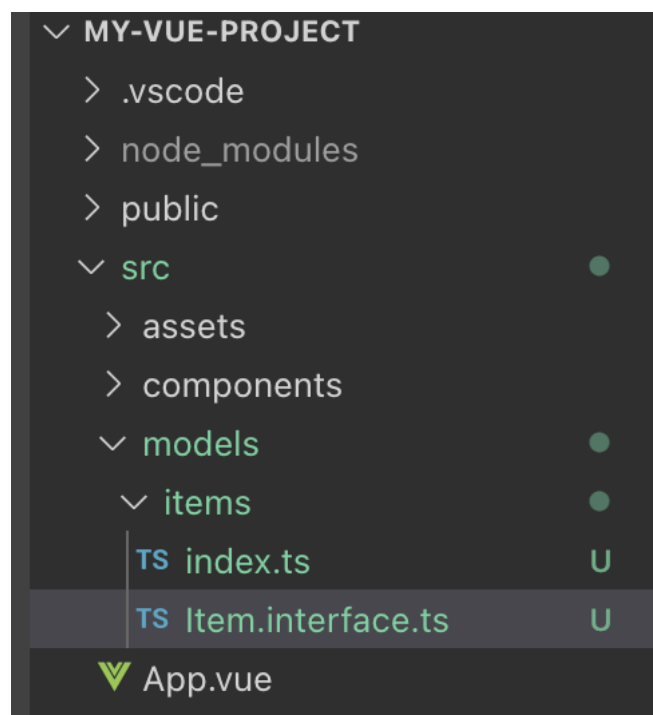 MY-VUE-PROJECT
.vscode
node_modules
public
src
assets
components
models
items
TS index.ts U
TS Item.interface.ts U
App.vue